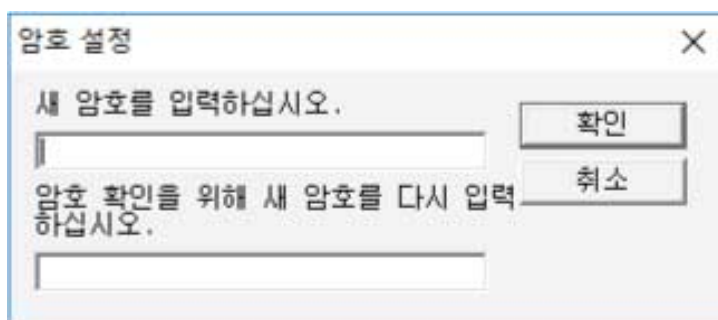 암호 설정
새 암호를 입력하십시오.
확인
암호 확인을 위해 새 암호를 다시 입력
하십시오.
취소